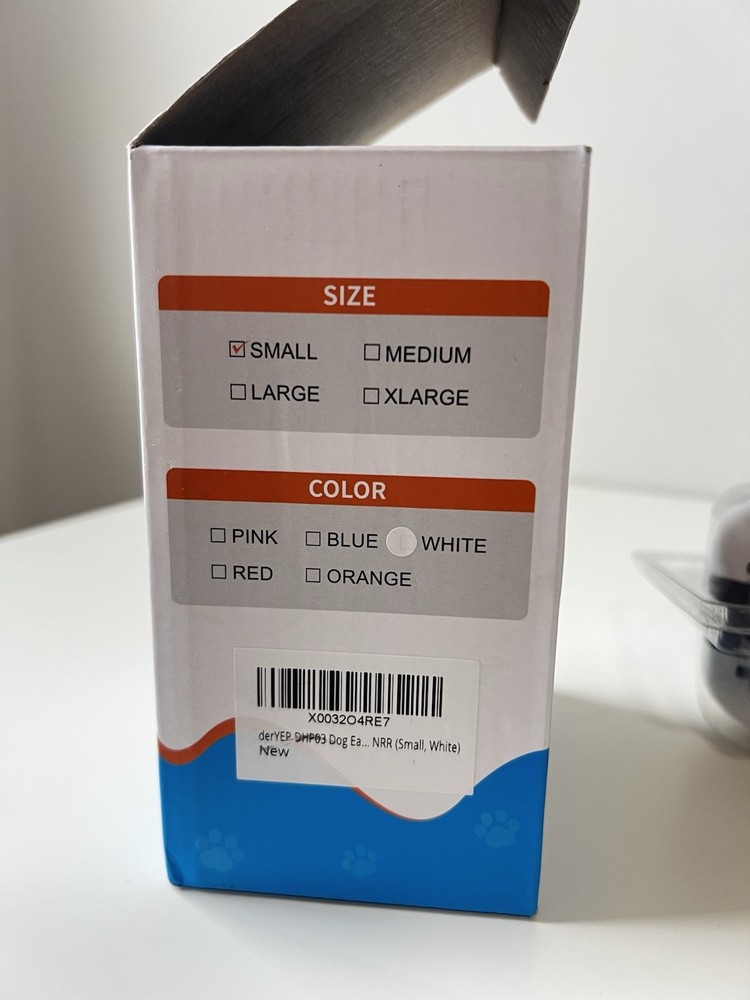 SIZE
SMALL MEDIUM
LARGE XLARGE
COLOR
PINK BLUE WHITE
RED ORANGE
X0032O4RE7
derYEP DHP03 Dog Ea... NRR (Small, White)
New